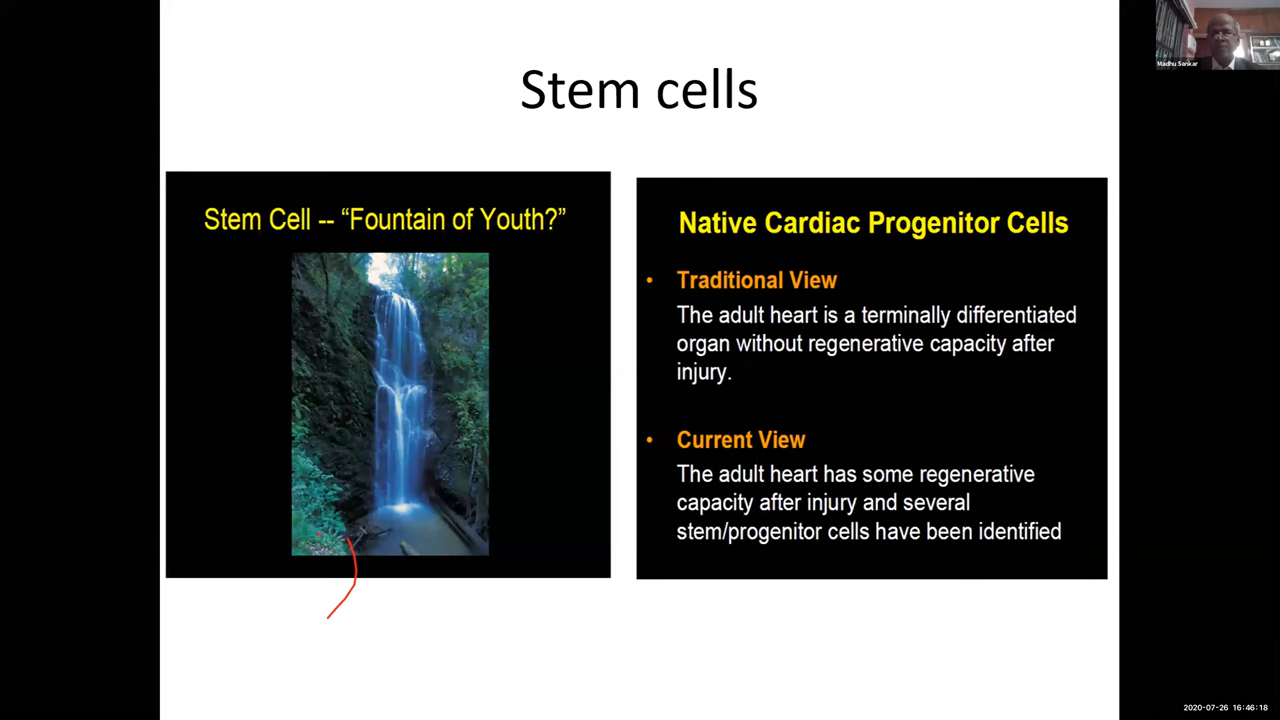 Stem cells
Stem Cell -- “Fountain of Youth?”
Native Cardiac Progenitor Cells
• Traditional View
The adult heart is a terminally differentiated
organ without regenerative capacity after
injury.
• Current View
The adult heart has some regenerative
capacity after injury and several
stem/progenitor cells have been identified
Madhu Sankar
2020-07-26 16:46:18